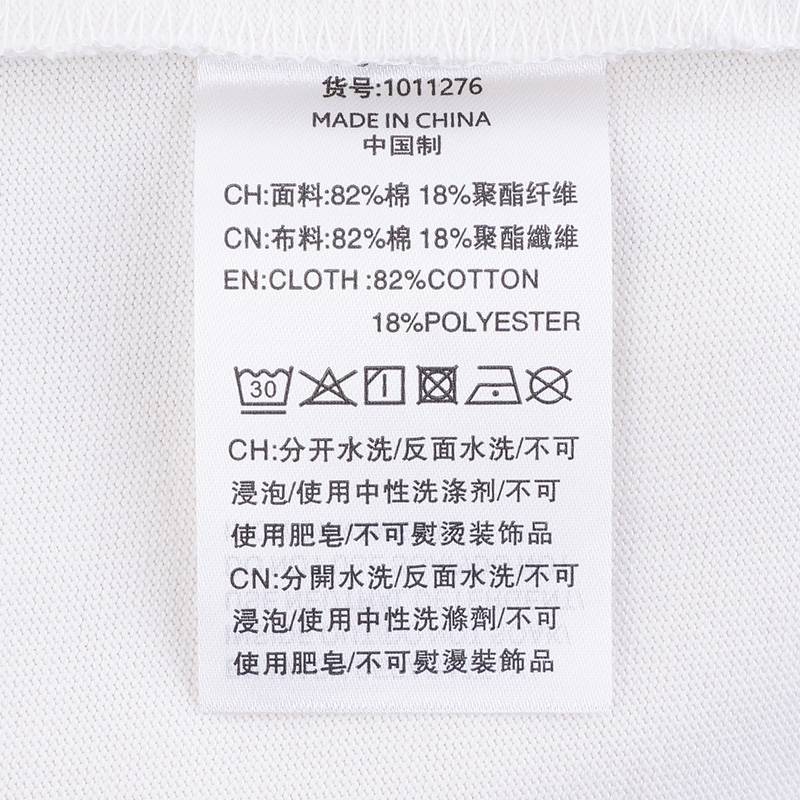 货号:1011276
MADE IN CHINA
中国制
CH:面料:82%棉 18%聚酯纤维
CN:布料:82%棉 18%聚酯纖維
EN:CLOTH :82%COTTON
18%POLYESTER
30
CH:分开水洗/反面水洗/不可
浸泡/使用中性洗涤剂/不可
使用肥皂/不可熨烫装饰品
CN:分開水洗/反面水洗/不可
浸泡/使用中性洗滌劑/不可
使用肥皂/不可熨燙裝飾品